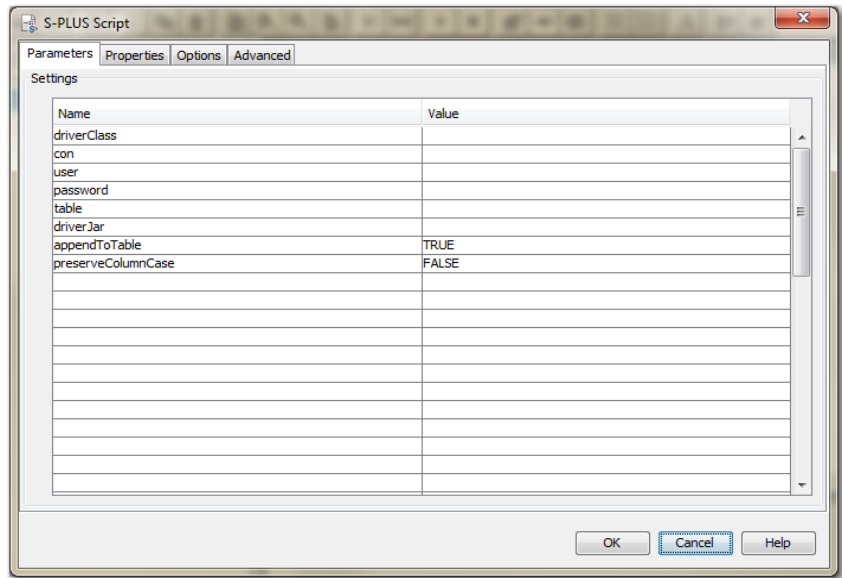 S-PLUS Script
Parameters Properties Options Advanced
Settings
Name Value
driverClass
con
user
password
table
driverJar
appendToTable TRUE
preserveColumnCase FALSE
OK Cancel Help